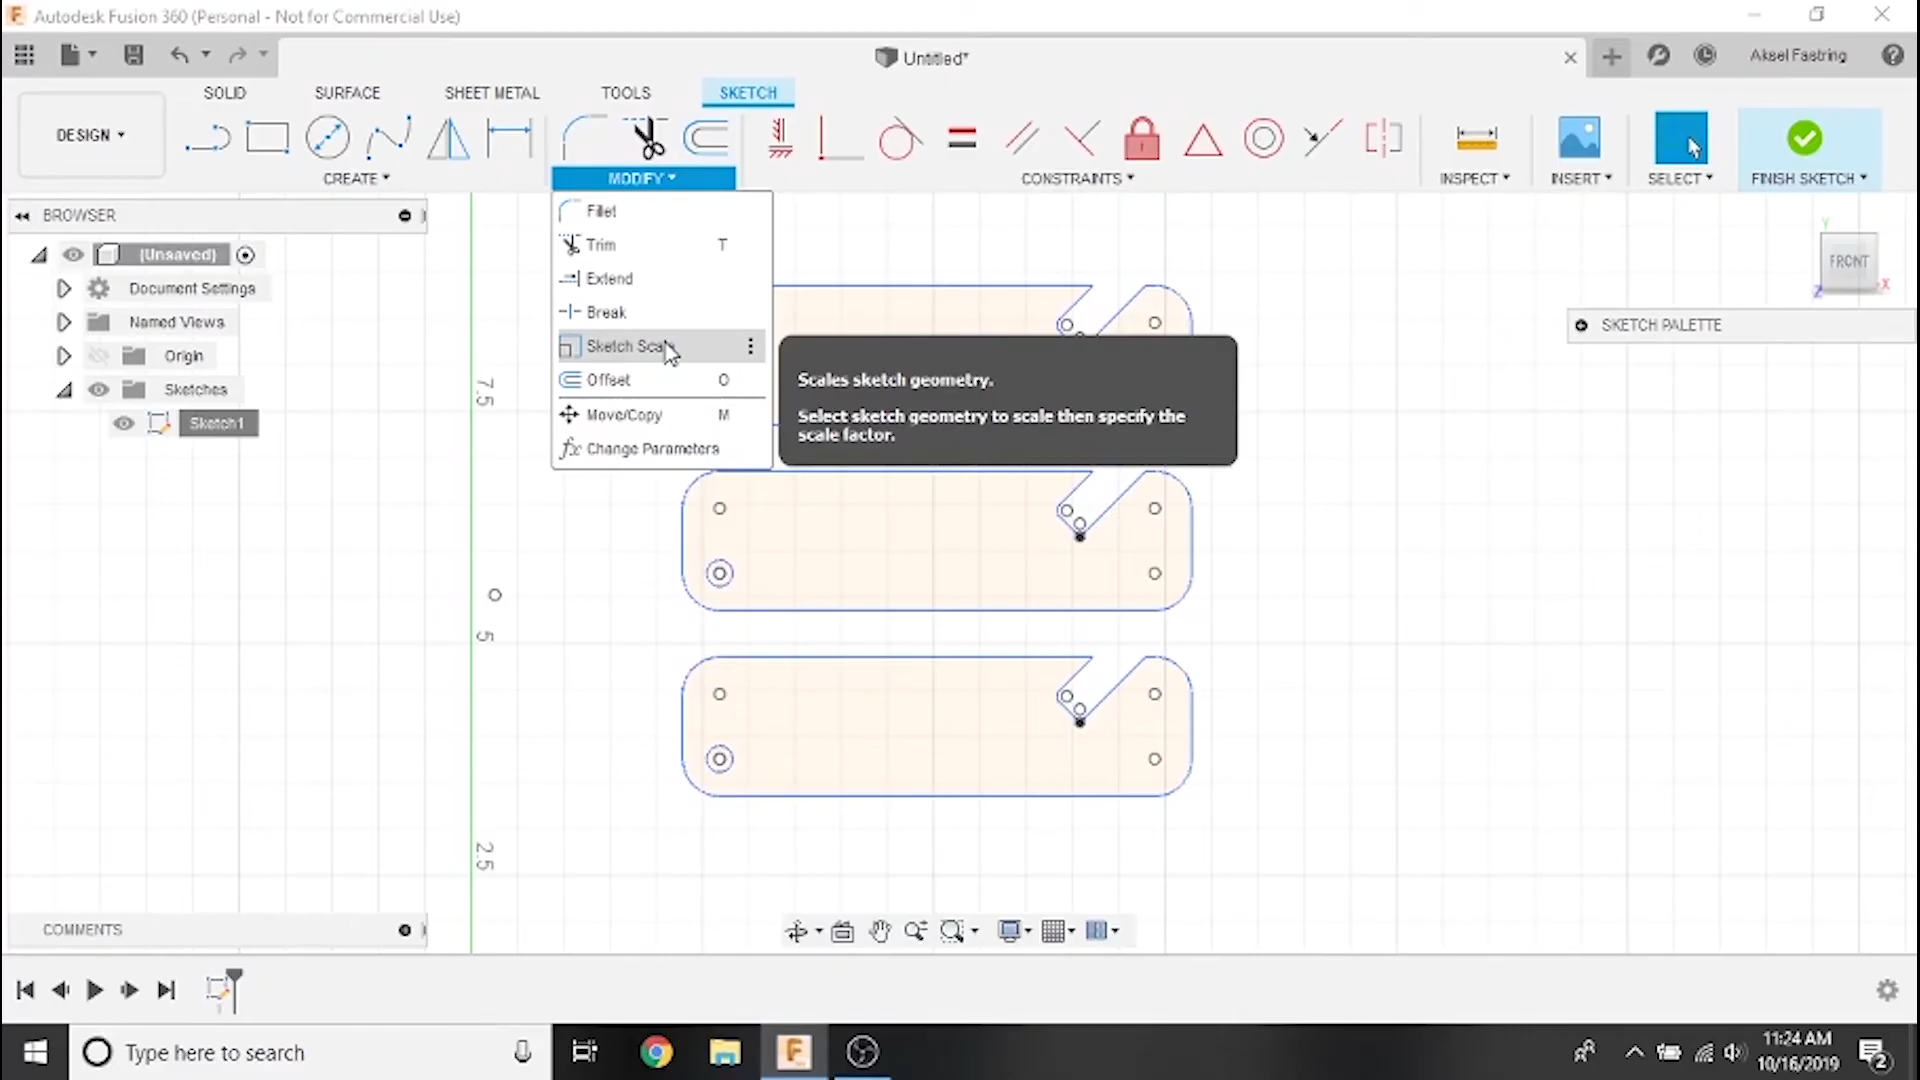 Autodesk Fusion 360 (Personal - Not for Commercial Use)
Untitled*
Aksel Fastring
SOLID SURFACE SHEET METAL TOOLS SKETCH
DESIGN
CREATE MODIFY CONSTRAINTS INSPECT INSERT SELECT FINISH SKETCH
BROWSER
(Unsaved)
Document Settings
Named Views
Origin
Sketches
Sketch1
Fillet
Trim T
Extend
Break
Sketch Scale
Offset O
Move/Copy M
Change Parameters
Scales sketch geometry.
Select sketch geometry to scale then specify the
scale factor.
Y
FRONT
Z
X
SKETCH PALETTE
7.5
5
2.5
COMMENTS
1
Type here to search
11:24 AM
10/16/2019
2